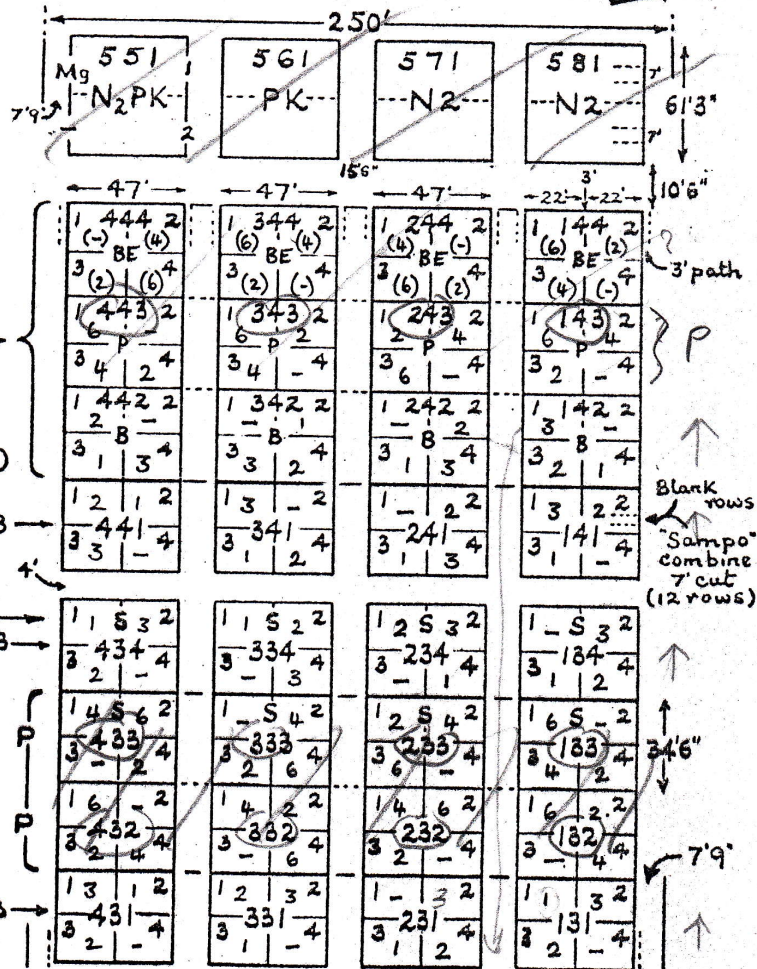 250'
551 561 571 581
Mg 1 7'
N2PK PK N2 N2 61'3"
7'9" 2 7'
15'6"
47' 47' 47' 22' 3' 22' 10'6"
1 444 2 1 344 2 1 244 2 1 144 2 ?
(-) (4) (6) (4) (4) (-) (6) (2)
BE BE BE BE
3 (2) (6) 4 3 (2) (-) 4 3 (6) (2) 4 3 (4) (-) 4 3' path
1 443 2 1 343 2 1 243 2 1 143 2
6 - 6 2 2 4 6 4
P P P P P
3 4 2 4 3 4 - 4 3 6 - 4 3 2 - 4
1 442 2 1 342 2 1 242 2 1 142 2
2 - - 1 - 2 3 -
B B B B
3 1 3 4 3 3 2 4 3 1 3 4 3 2 1 4
Blank rows
1 2 1 2 1 3 - 2 1 - 2 2 1 3 2 2
3 441 4 3 341 4 3 241 4 3 141 4 "Sampo"
3 - 1 2 1 3 1 - combine
4' 7' cut
(12 rows)
1 1 S 3 2 1 1 S 2 2 1 2 S 3 2 1 - S 3 2
3 434 4 3 334 4 3 234 4 3 134 4
2 - - 3 - 1 1 2
1 4 S 6 2 1 - S 4 2 1 2 S 4 2 1 6 S - 2
P 3 433 4 3 333 4 3 233 4 3 133 4 34'6"
- 2 2 6 6 - 4 2
1 6 - 2 1 4 2 2 1 4 6 2 1 6 2 2
P 3 432 4 3 332 4 3 232 4 3 132 4 7'9"
2 4 - 6 2 - - 4
1 3 1 2 1 2 3 2 1 - 3 2 1 1 3 2
3 431 4 3 331 4 3 231 4 3 131 4
2 - 1 - 1 2 2 -